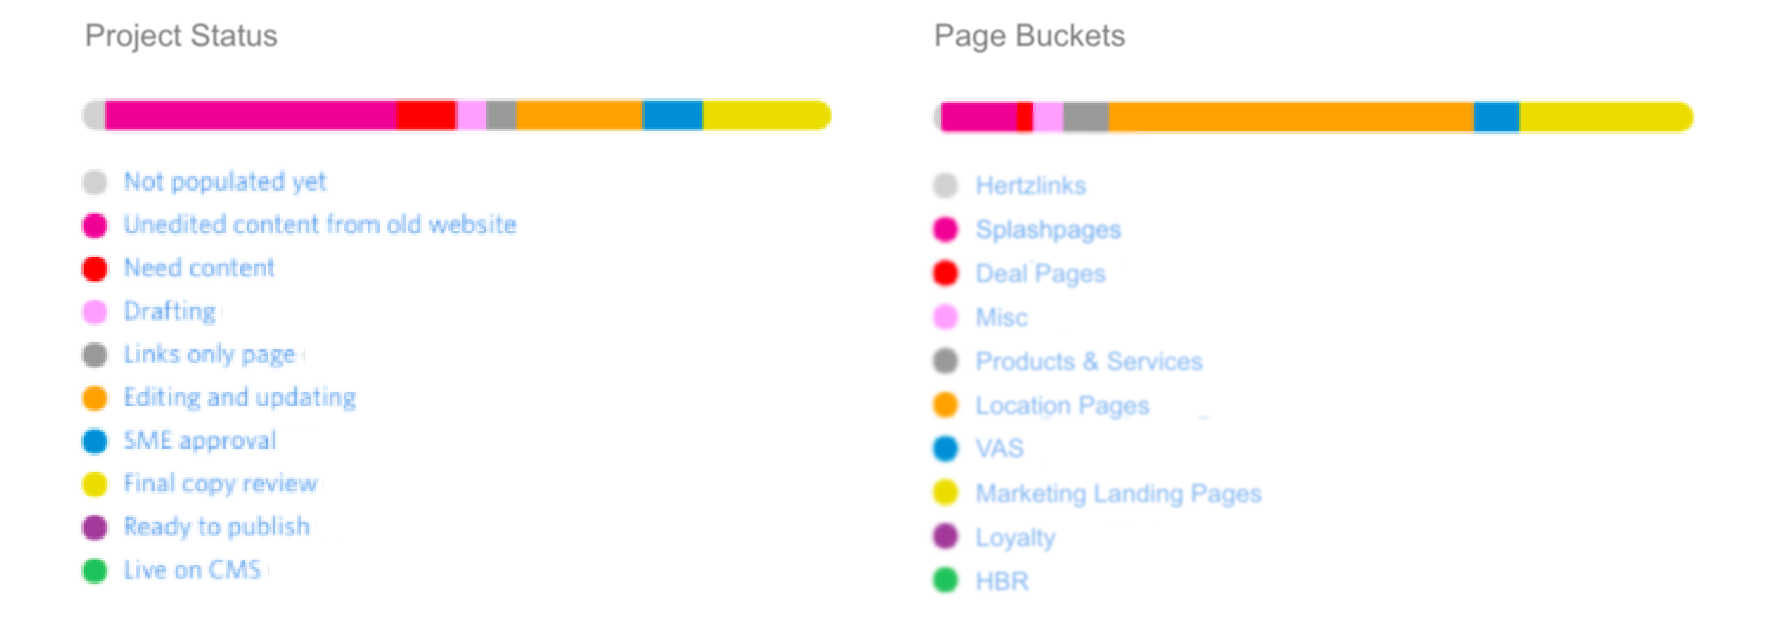 Project Status
Not populated yet
Unedited content from old website
Need content
Drafting
Links only page
Editing and updating
SME approval
Final copy review
Ready to publish
Live on CMS
Page Buckets
Hertzlinks
Splashpages
Deal Pages
Misc
Products & Services
Location Pages
VAS
Marketing Landing Pages
Loyalty
HBR